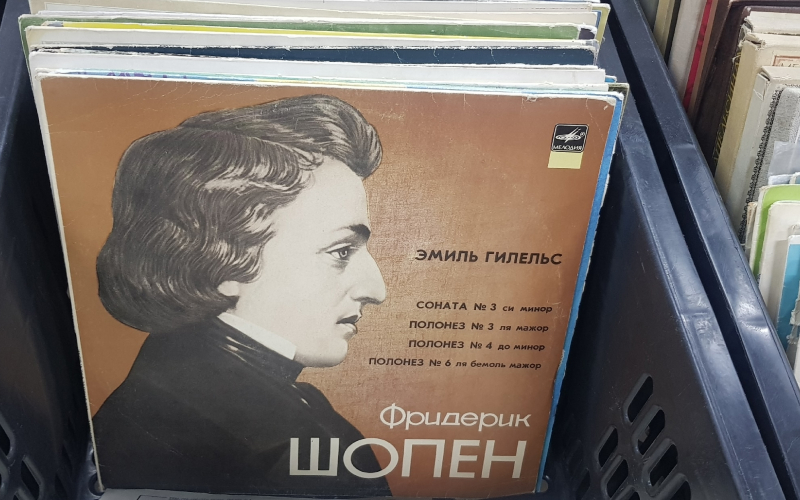 МЕЛОДИЯ
ЭМИЛЬ ГИЛЕЛЬС
СОНАТА № 3 си минор
ПОЛОНЕЗ № 3 ля мажор
ПОЛОНЕЗ № 4 до минор
ПОЛОНЕЗ № 6 ля бемоль мажор
Фридерик
ШОПЕН